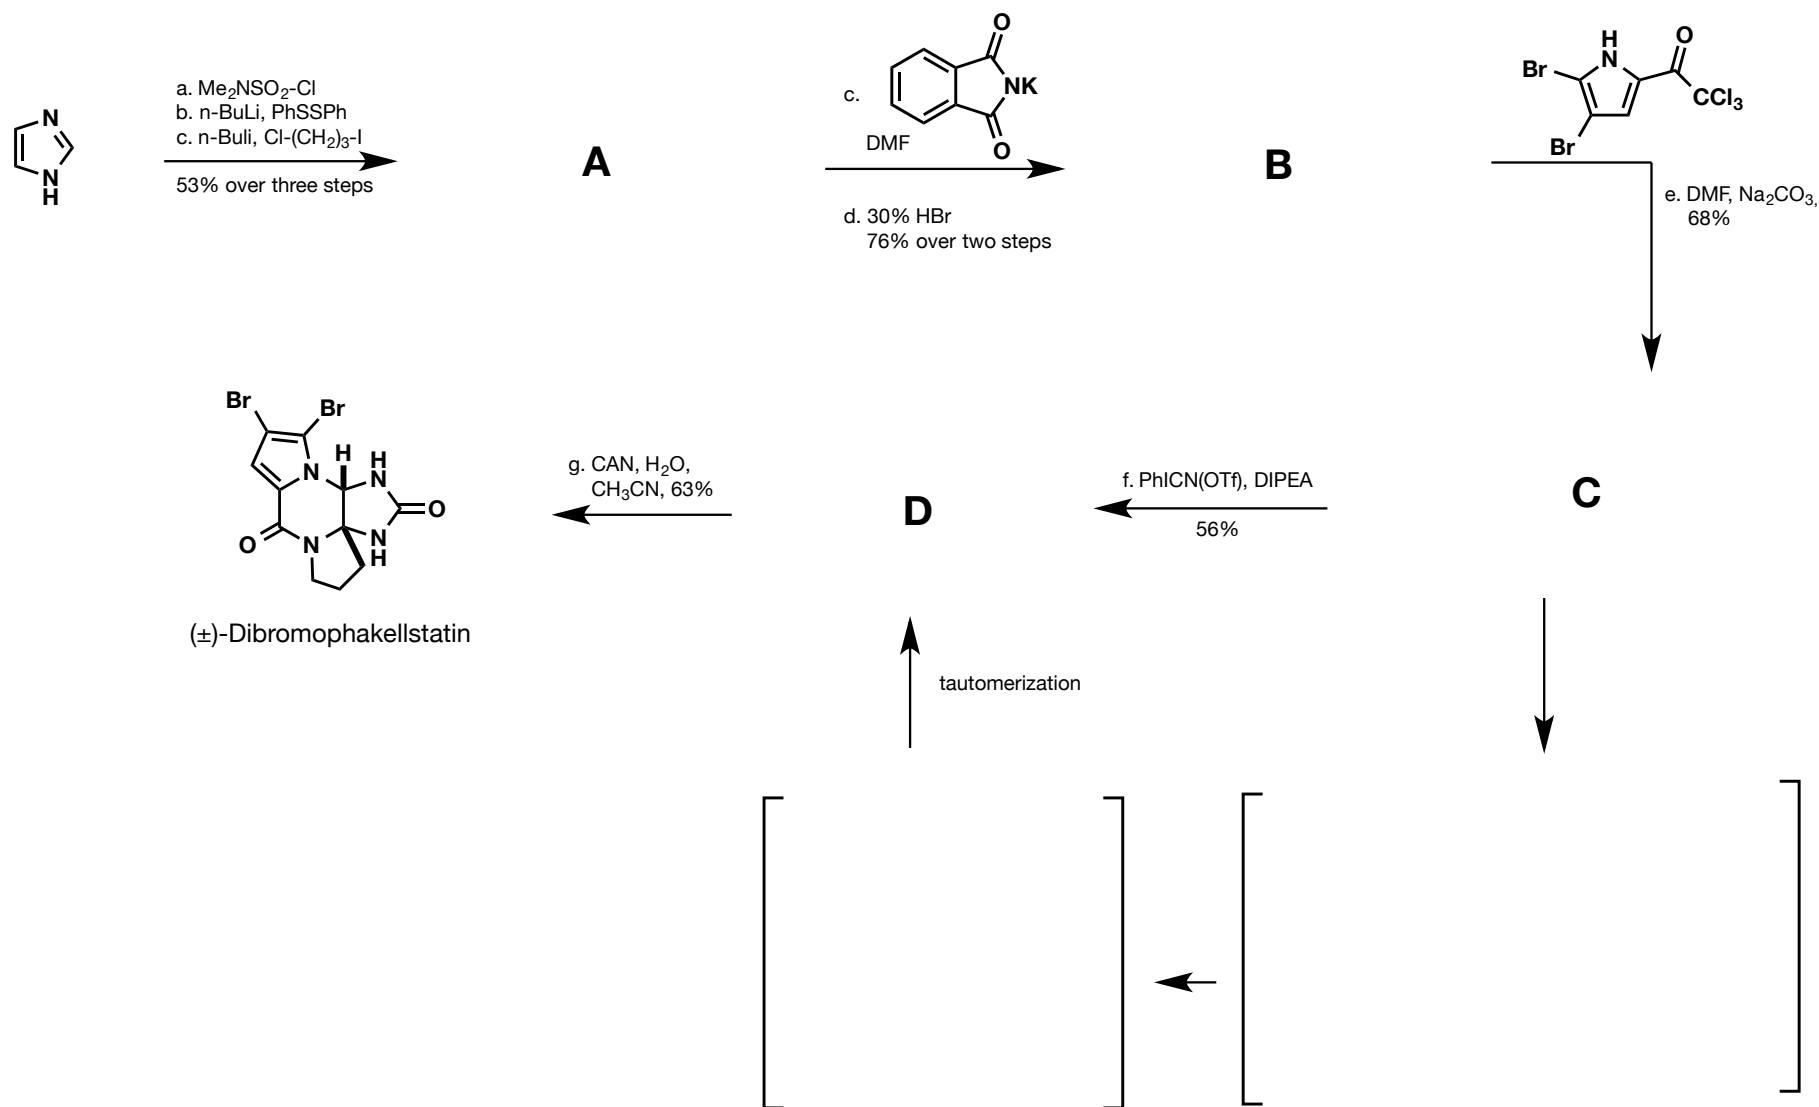 N
N
H
a. Me₂NSO₂-Cl
b. n-BuLi, PhSSPh
c. n-Buli, Cl-(CH₂)₃-I
53% over three steps
A
c.
O
NK
O
DMF
d. 30% HBr
76% over two steps
B
H
N
O
Br
CCl₃
Br
e. DMF, Na₂CO₃,
68%
Br
Br
H
H
N
N
O
O
N
N
H
(±)-Dibromophakellstatin
g. CAN, H₂O,
CH₃CN, 63%
D
f. PhICN(OTf), DIPEA
56%
C
tautomerization